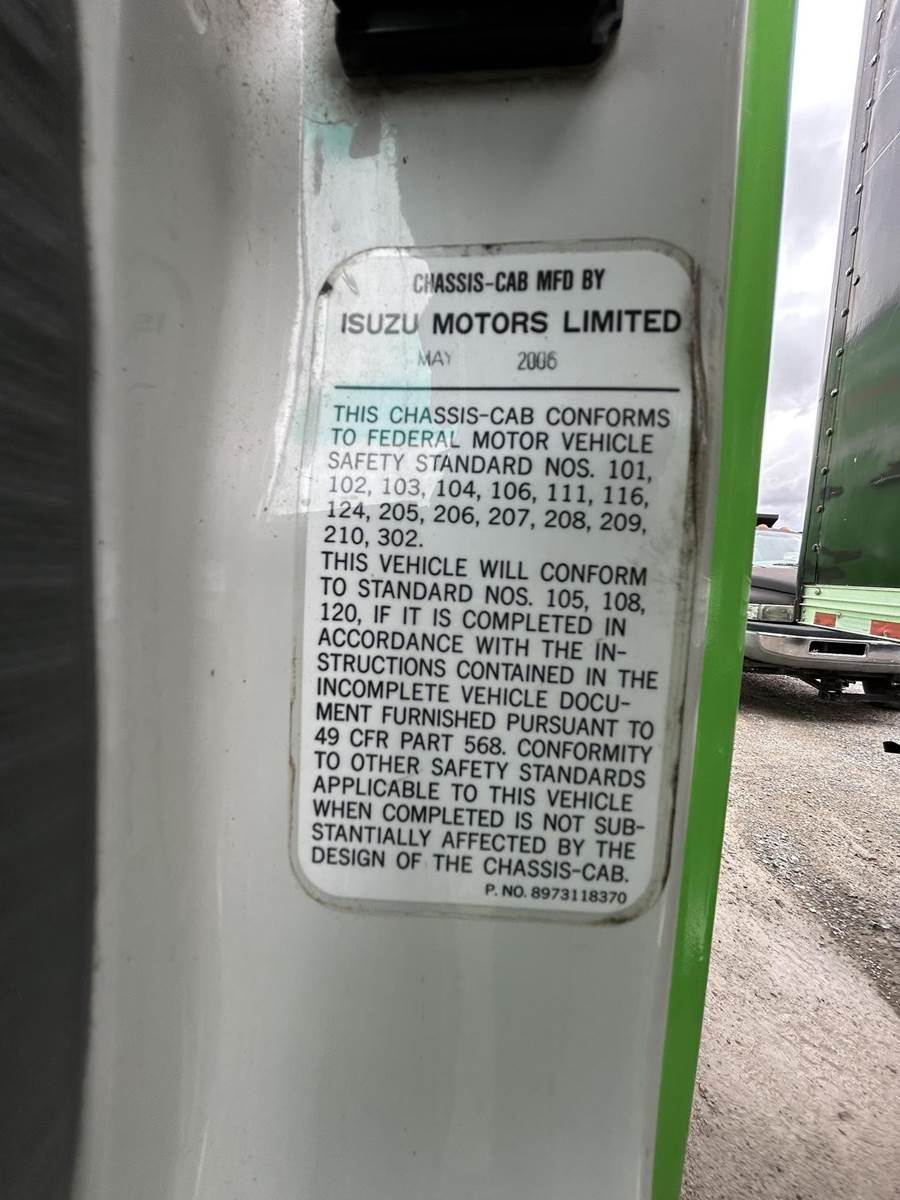 CHASSIS-CAB MFD BY
ISUZU MOTORS LIMITED
MAY 2006
THIS CHASSIS-CAB CONFORMS
TO FEDERAL MOTOR VEHICLE
SAFETY STANDARD NOS. 101,
102, 103, 104, 106, 111, 116,
124, 205, 206, 207, 208, 209,
210, 302.
THIS VEHICLE WILL CONFORM
TO STANDARD NOS. 105, 108,
120, IF IT IS COMPLETED IN
ACCORDANCE WITH THE IN-
STRUCTIONS CONTAINED IN THE
INCOMPLETE VEHICLE DOCU-
MENT FURNISHED PURSUANT TO
49 CFR PART 568. CONFORMITY
TO OTHER SAFETY STANDARDS
APPLICABLE TO THIS VEHICLE
WHEN COMPLETED IS NOT SUB-
STANTIALLY AFFECTED BY THE
DESIGN OF THE CHASSIS-CAB.
P. NO. 8973118370